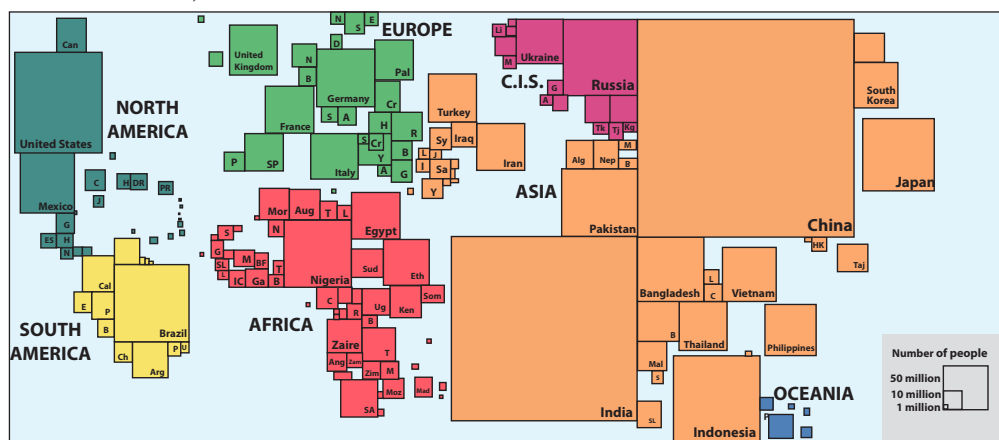 Can
United States
Mexico
NORTH
AMERICA
C
H
DR
PR
J
G
ES
H
N
SOUTH
AMERICA
Cal
E
P
B
Brazil
Ch
Arg
P
U
EUROPE
N
S
E
D
United
Kingdom
N
B
Germany
Pal
Cr
S
A
France
H
R
S
Cr
Y
B
A
G
P
SP
Italy
Turkey
Sy
Iraq
Iran
L
J
I
Sa
Y
C.I.S.
Li
M
Ukraine
Russia
G
A
Tk
Tj
Kg
ASIA
Alg
Nep
M
B
Pakistan
China
South
Korea
Japan
HK
Taj
India
Bangladesh
L
C
Vietnam
B
Thailand
Philippines
Mal
S
SL
Indonesia
OCEANIA
P
AFRICA
Mor
Aug
T
L
Egypt
N
S
G
M
BF
T
SL
L
IC
Ga
B
Nigeria
Sud
Eth
C
Ug
Ken
Som
R
B
Zaire
T
Ang
Zam
Zim
M
Moz
Mad
SA
Number of people
50 million
10 million
1 million